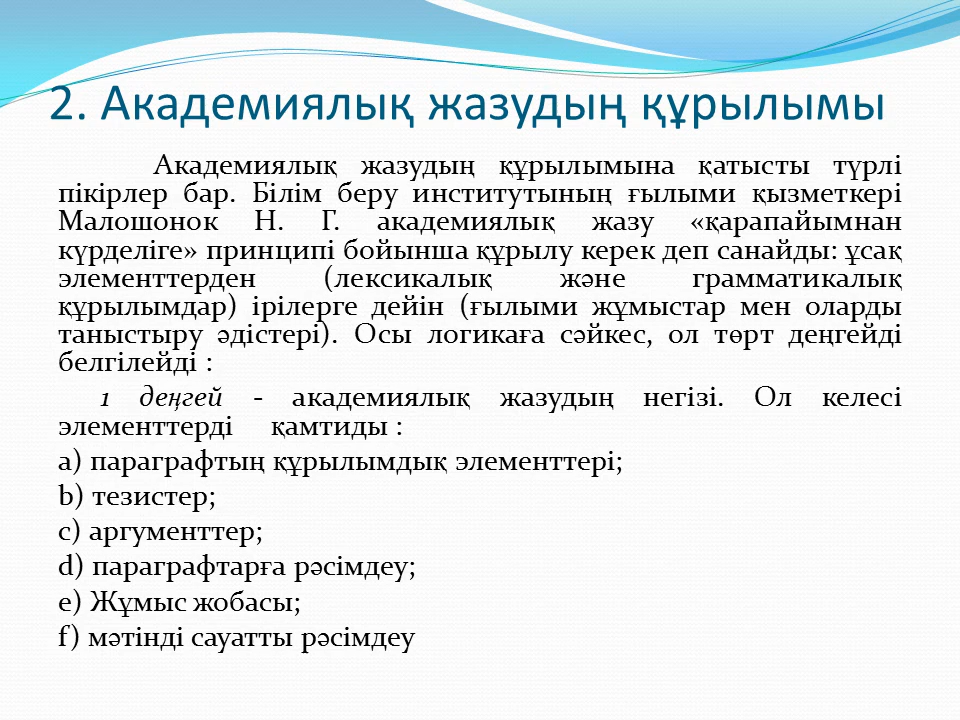 2. Академиялық жазудың құрылымы
Академиялық жазудың құрылымына қатысты түрлі
пікірлер бар. Білім беру институтының ғылыми қызметкері
Малошонок Н. Г. академиялық жазу «қарапайымнан
күрделіге» принципі бойынша құрылу керек деп санайды: ұсақ
элементтерден (лексикалық және грамматикалық
құрылымдар) ірілерге дейін (ғылыми жұмыстар мен оларды
таныстыру әдістері). Осы логикаға сәйкес, ол төрт деңгейді
белгілейді :
1 деңгей - академиялық жазудың негізі. Ол келесі
элементтерді қамтиды :
a) параграфтың құрылымдық элементтері;
b) тезистер;
c) аргументтер;
d) параграфтарға рәсімдеу;
e) Жұмыс жобасы;
f) мәтінді сауатты рәсімдеу